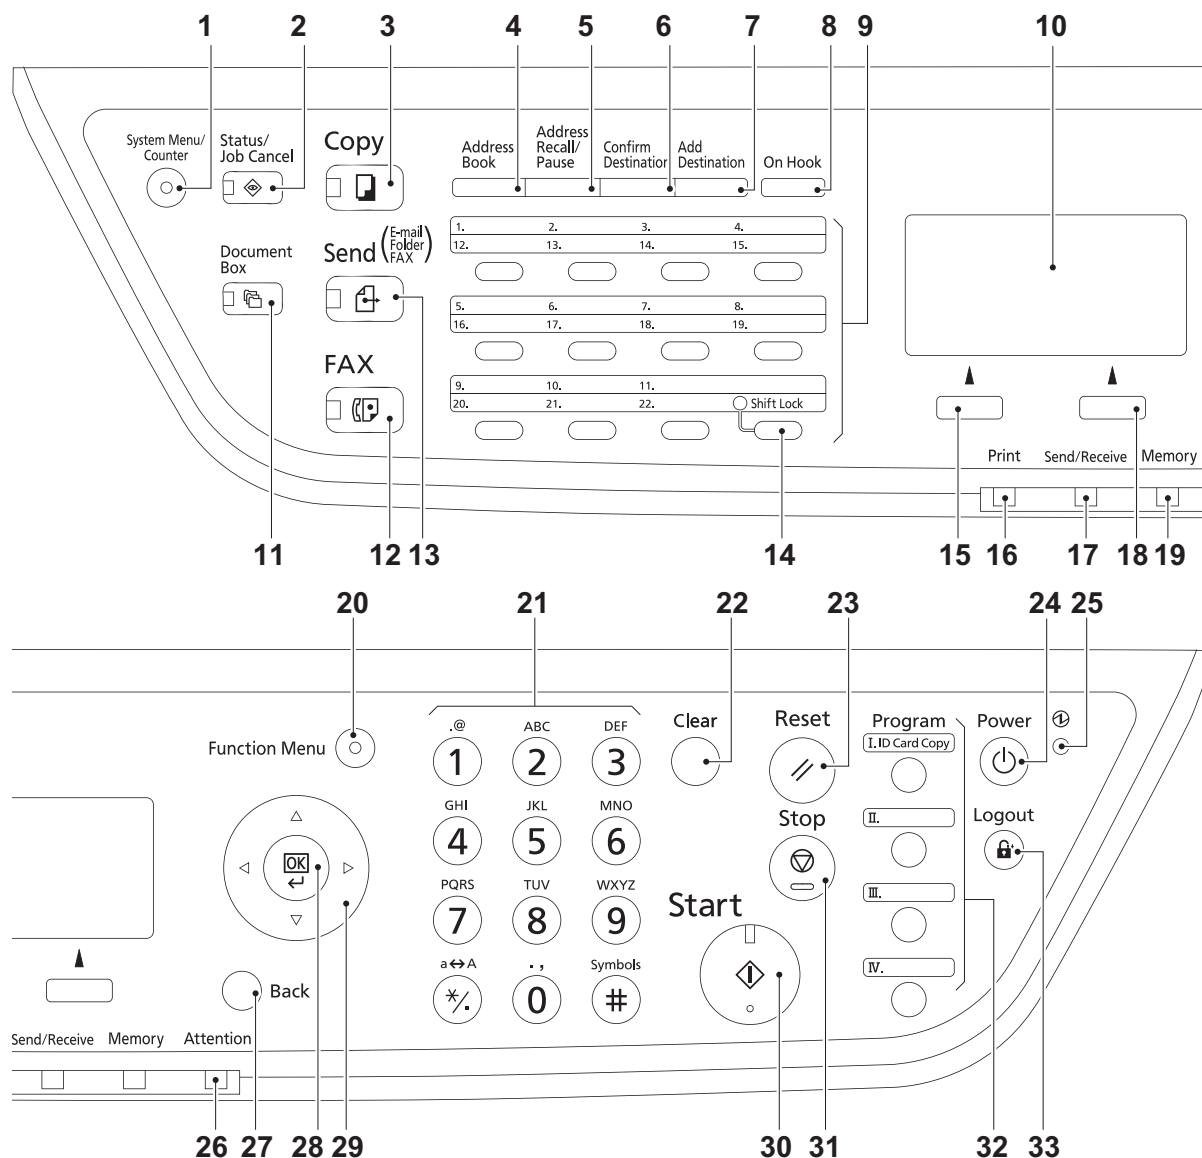 1 2 3 4 5 6 7 8 9 10
System Menu/
Counter
Status/
Job Cancel
Copy
Address
Book
Address
Recall/
Pause
Confirm
Destination
Add
Destination
On Hook
1. 2. 3. 4.
12. 13. 14. 15.
Document
Box
Send (E-mail
Folder
FAX)
5. 6. 7. 8.
16. 17. 18. 19.
FAX
9. 10. 11.
20. 21. 22. Shift Lock
Print Send/Receive Memory
11 12 13 14 15 16 17 18 19
20 21 22 23 24 25
Function Menu
.@ ABC DEF
1 2 3
Clear
Reset
Program
I. ID Card Copy
Power
GHI JKL MNO
4 5 6
Stop
II.
Logout
OK
PQRS TUV WXYZ
7 8 9
Start
III.
a↔A . , Symbols
*/. 0 #
IV.
Back
Send/Receive Memory Attention
26 27 28 29 30 31 32 33